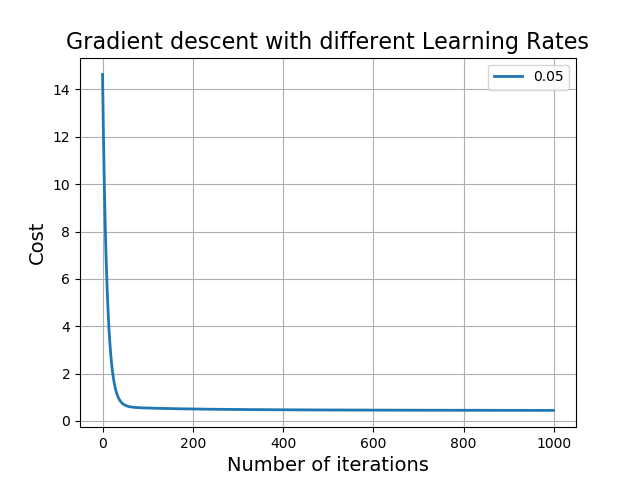 Gradient descent with different Learning Rates
0.05
14
12
10
8
6
4
2
0
Cost
0 200 400 600 800 1000
Number of iterations